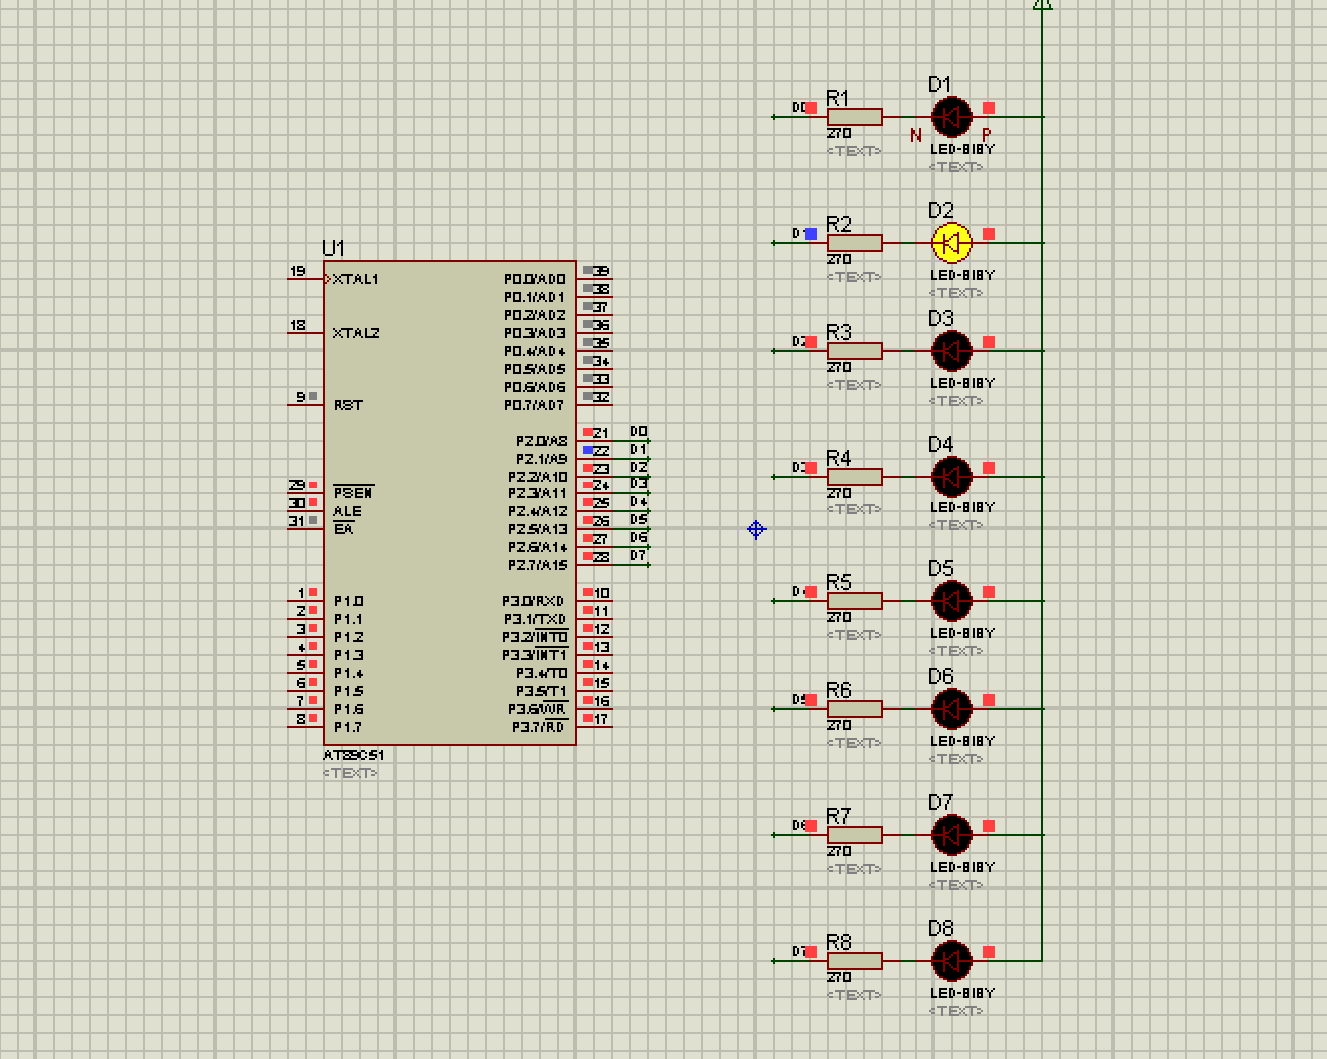 U1
19
XTAL1
18
XTAL2
9
RST
29
PSEN
30
ALE
31
EA
1
P1.0
2
P1.1
3
P1.2
4
P1.3
5
P1.4
6
P1.5
7
P1.6
8
P1.7
P0.0/AD0
39
P0.1/AD1
38
P0.2/AD2
37
P0.3/AD3
36
P0.4/AD4
35
P0.5/AD5
34
P0.6/AD6
33
P0.7/AD7
32
P2.0/A8
21
D0
P2.1/A9
22
D1
P2.2/A10
23
D2
P2.3/A11
24
D3
P2.4/A12
25
D4
P2.5/A13
26
D5
P2.6/A14
27
D6
P2.7/A15
28
D7
P3.0/RXD
10
P3.1/TXD
11
P3.2/INT0
12
P3.3/INT1
13
P3.4/T0
14
P3.5/T1
15
P3.6/WR
16
P3.7/RD
17
AT89C51
<TEXT>
D0
R1
270
<TEXT>
D1
N
P
LED-BIBY
<TEXT>
D1
R2
270
<TEXT>
D2
LED-BIBY
<TEXT>
D2
R3
270
<TEXT>
D3
LED-BIBY
<TEXT>
D3
R4
270
<TEXT>
D4
LED-BIBY
<TEXT>
D4
R5
270
<TEXT>
D5
LED-BIBY
<TEXT>
D5
R6
270
<TEXT>
D6
LED-BIBY
<TEXT>
D6
R7
270
<TEXT>
D7
LED-BIBY
<TEXT>
D7
R8
270
<TEXT>
D8
LED-BIBY
<TEXT>